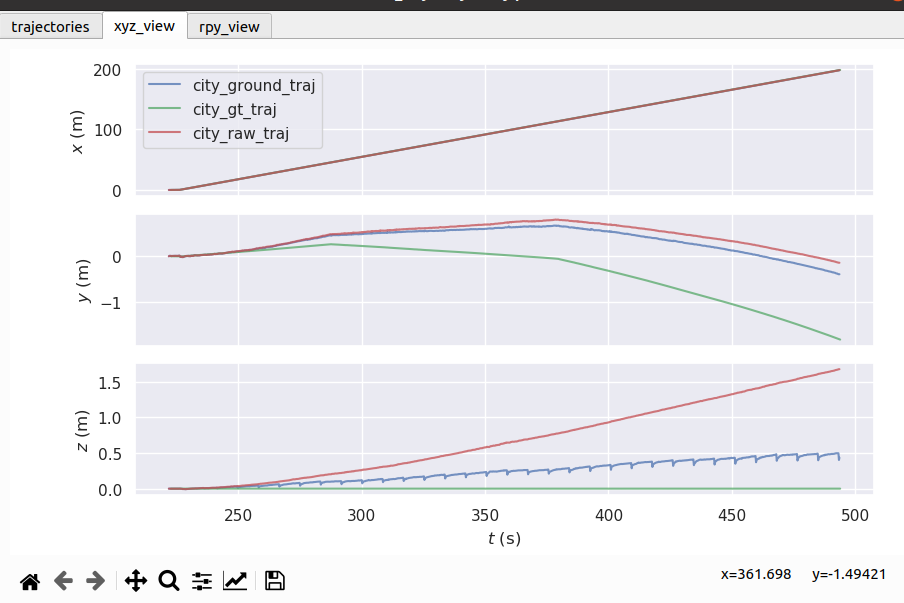 trajectories xyz_view rpy_view
200
100
0
x (m)
city_ground_traj
city_gt_traj
city_raw_traj
0
−1
y (m)
1.5
1.0
0.5
0.0
z (m)
250 300 350 400 450 500
t (s)
x=361.698 y=-1.49421